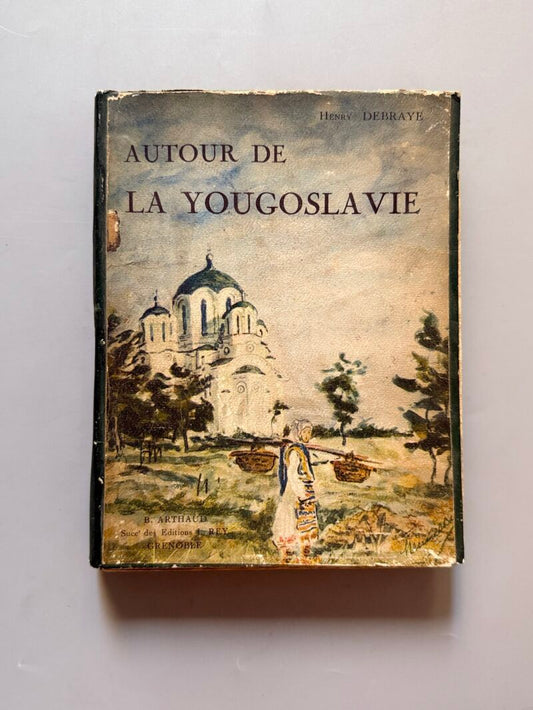 Henry DEBRAYE
AUTOUR DE
LA YOUGOSLAVIE
B. ARTHAUD
Succʳ des Editions J. REY
GRENOBLE